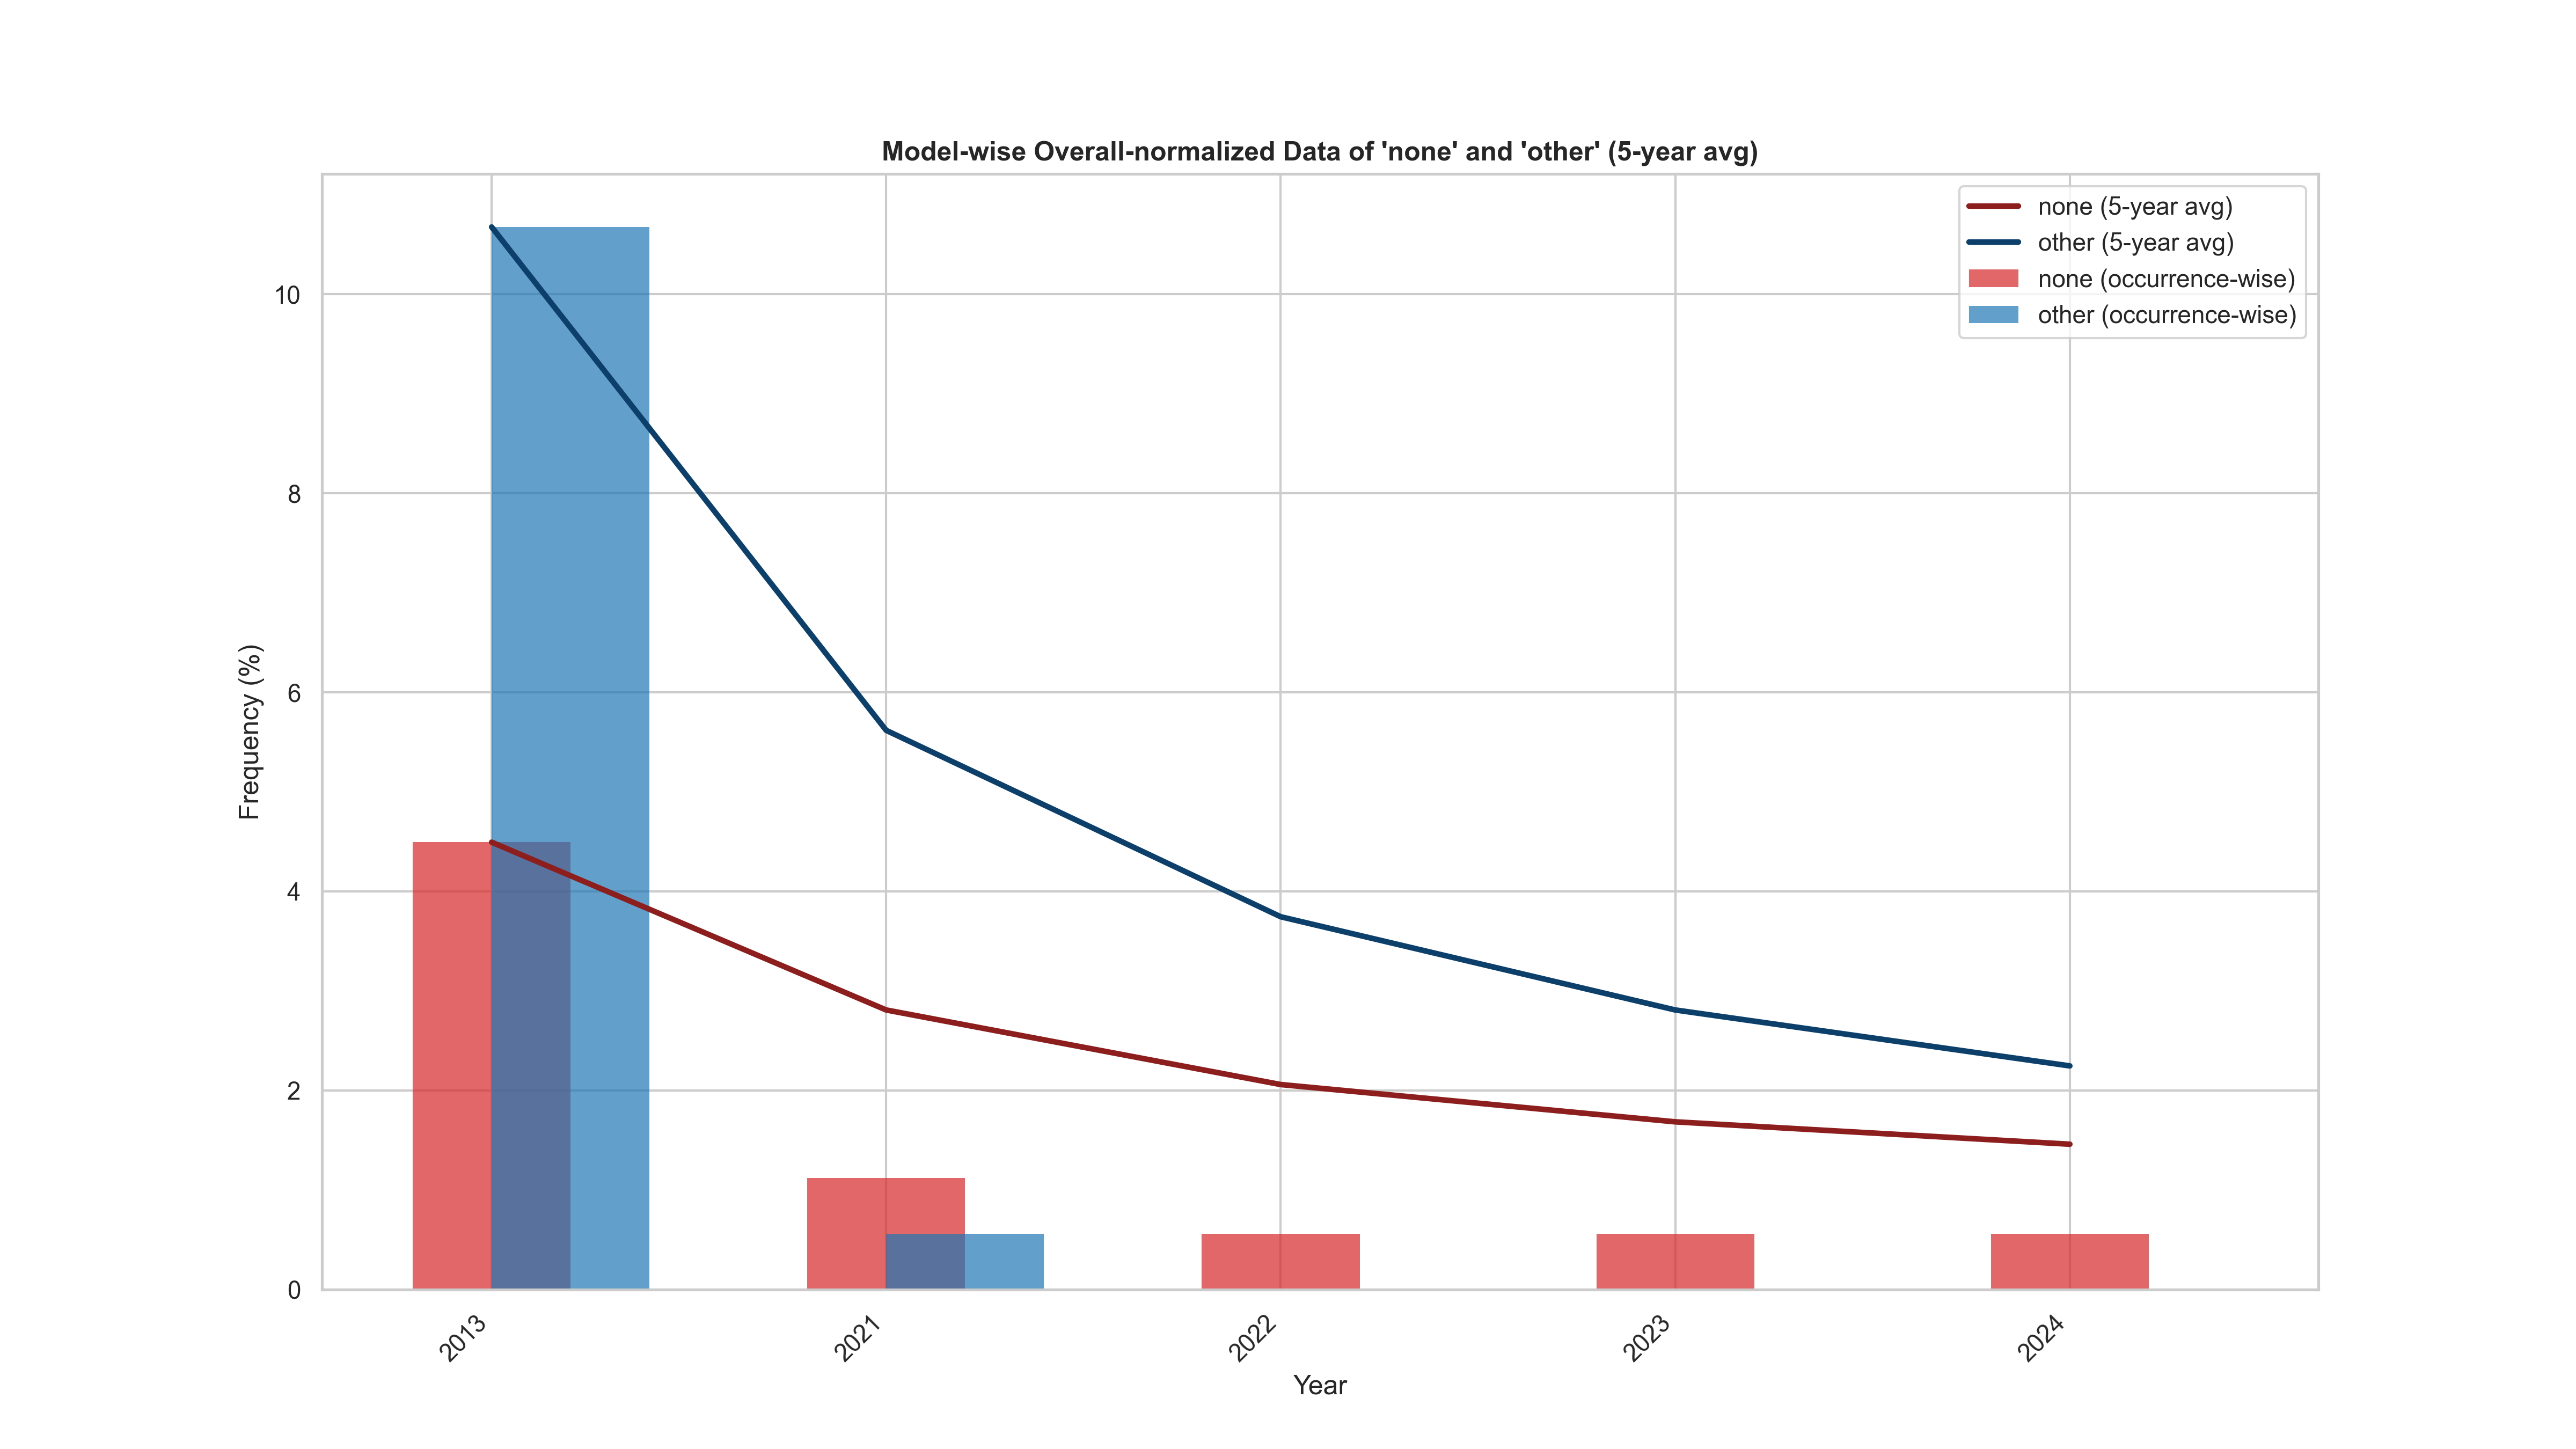 Model-wise Overall-normalized Data of 'none' and 'other' (5-year avg)
none (5-year avg)
other (5-year avg)
none (occurrence-wise)
other (occurrence-wise)
Frequency (%)
10
8
6
4
2
0
2013
2021
2022
2023
2024
Year